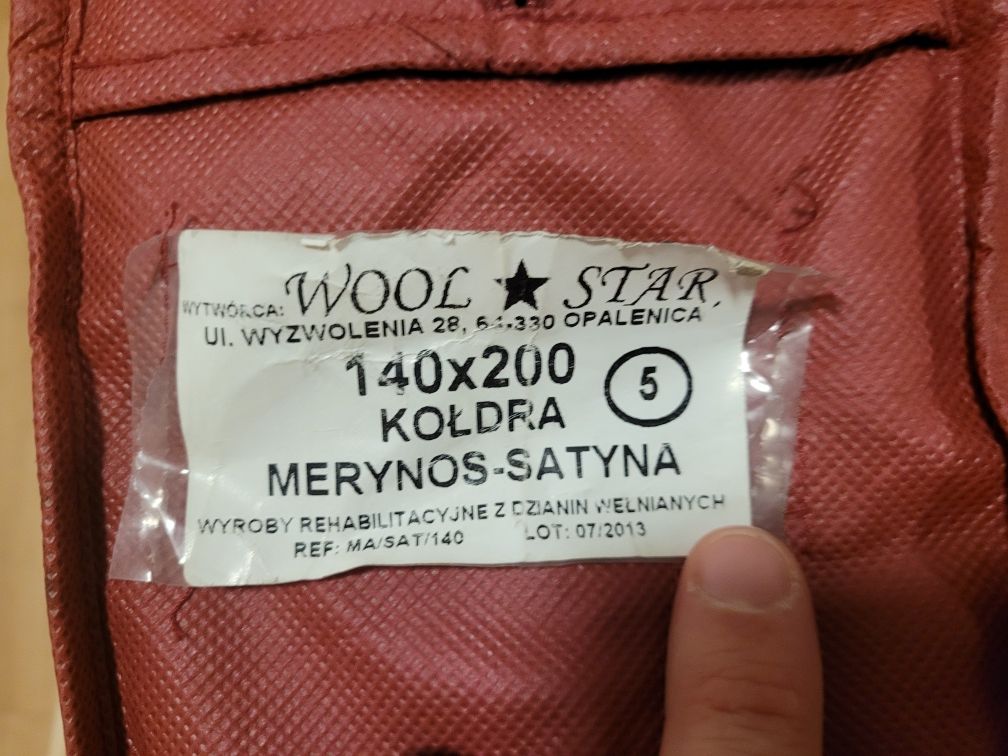 WYTWÓRCA: WOOL ★ STAR,
Ul. WYZWOLENIA 28, 64-330 OPALENICA
140x200
5
KOŁDRA
MERYNOS-SATYNA
WYROBY REHABILITACYJNE Z DZIANIN WEŁNIANYCH
REF: MA/SAT/140 LOT: 07/2013